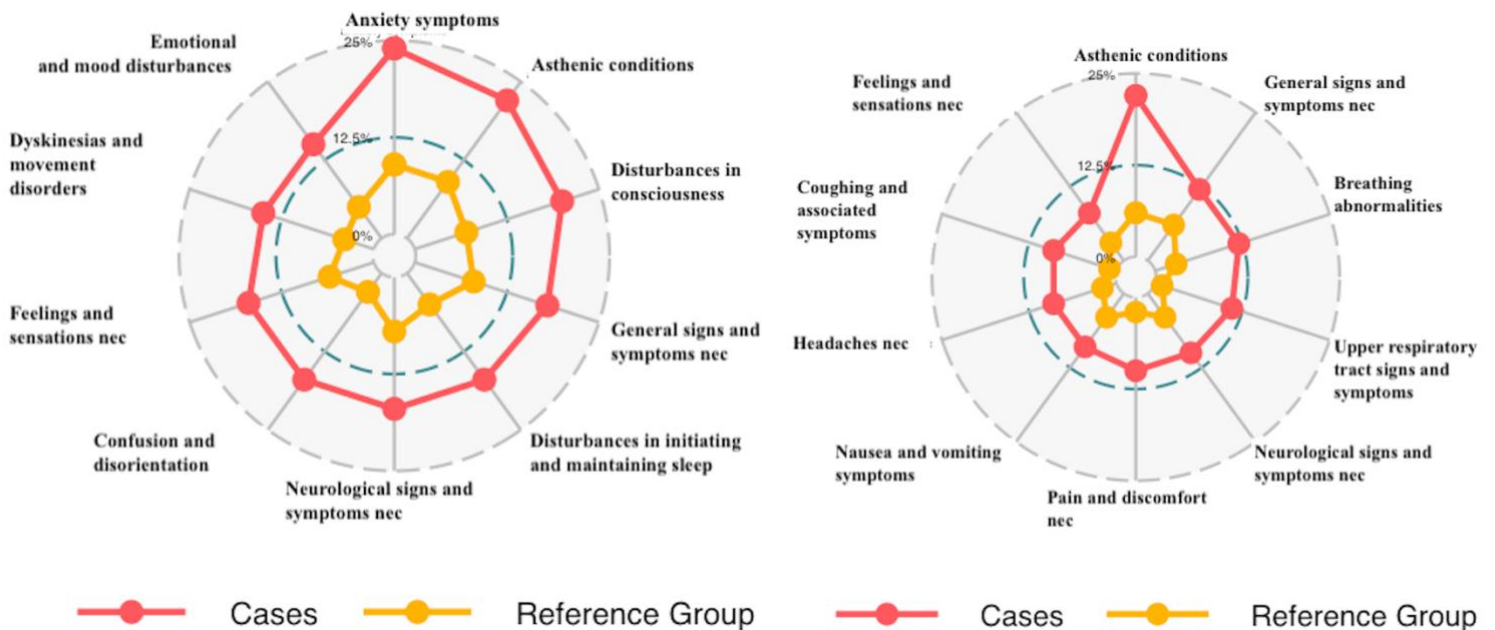 Anxiety symptoms
25%
Emotional
and mood disturbances
Asthenic conditions
Dyskinesias and
movement
disorders
12.5%
Disturbances in
consciousness
0%
Feelings and
sensations nec
General signs and
symptoms nec
Confusion and
disorientation
Disturbances in initiating
and maintaining sleep
Neurological signs and
symptoms nec
Cases
Reference Group
Asthenic conditions
25%
Feelings and
sensations nec
General signs and
symptoms nec
12.5%
Coughing and
associated
symptoms
Breathing
abnormalities
0%
Headaches nec
Upper respiratory
tract signs and
symptoms
Nausea and vomiting
symptoms
Neurological signs and
symptoms nec
Pain and discomfort
nec
Cases
Reference Group